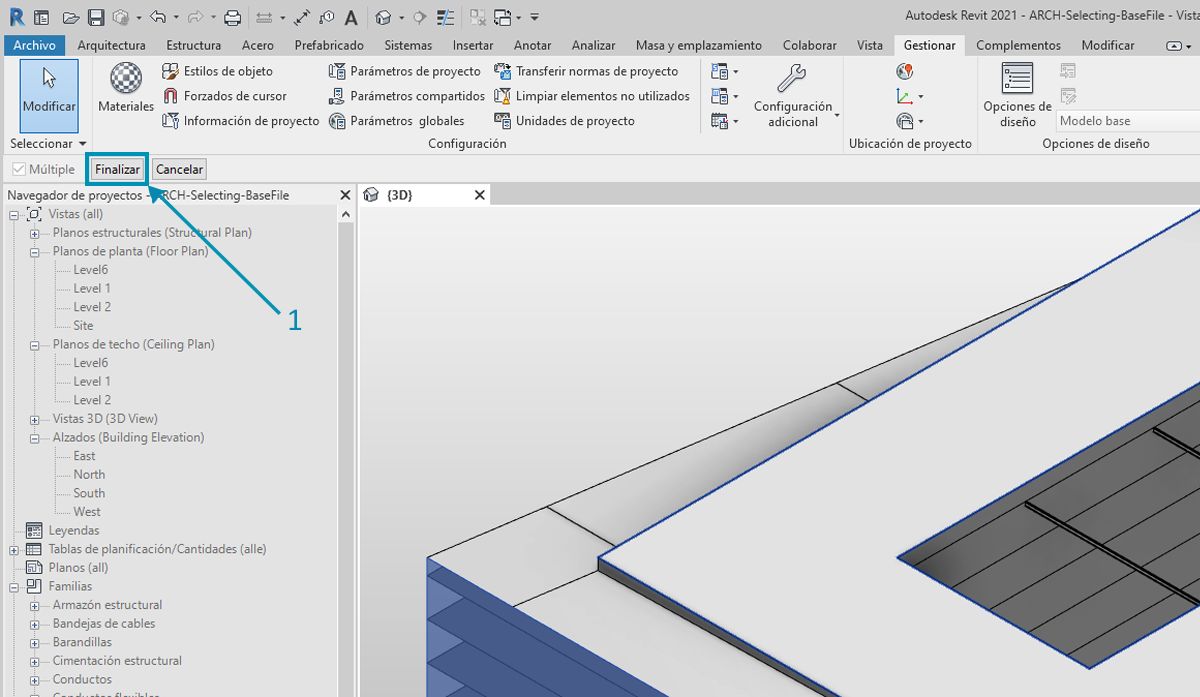 Autodesk Revit 2021 - ARCH-Selecting-BaseFile - Vista
Archivo Arquitectura Estructura Acero Prefabricado Sistemas Insertar Anotar Analizar Masa y emplazamiento Colaborar Vista Gestionar Complementos Modificar
Modificar
Materiales
Estilos de objeto
Forzados de cursor
Información de proyecto
Parámetros de proyecto
Parámetros compartidos
Parámetros globales
Transferir normas de proyecto
Limpiar elementos no utilizados
Unidades de proyecto
Configuración
adicional
Opciones de
diseño
Modelo base
Seleccionar Configuración Ubicación de proyecto Opciones de diseño
Múltiple Finalizar Cancelar
Navegador de proyectos - ARCH-Selecting-BaseFile
{3D}
Vistas (all)
Planos estructurales (Structural Plan)
Planos de planta (Floor Plan)
Level6
Level 1
Level 2
Site
1
Planos de techo (Ceiling Plan)
Level6
Level 1
Level 2
Vistas 3D (3D View)
Alzados (Building Elevation)
East
North
South
West
Leyendas
Tablas de planificación/Cantidades (alle)
Planos (all)
Familias
Armazón estructural
Bandejas de cables
Barandillas
Cimentación estructural
Conductos
Conductos flexibles